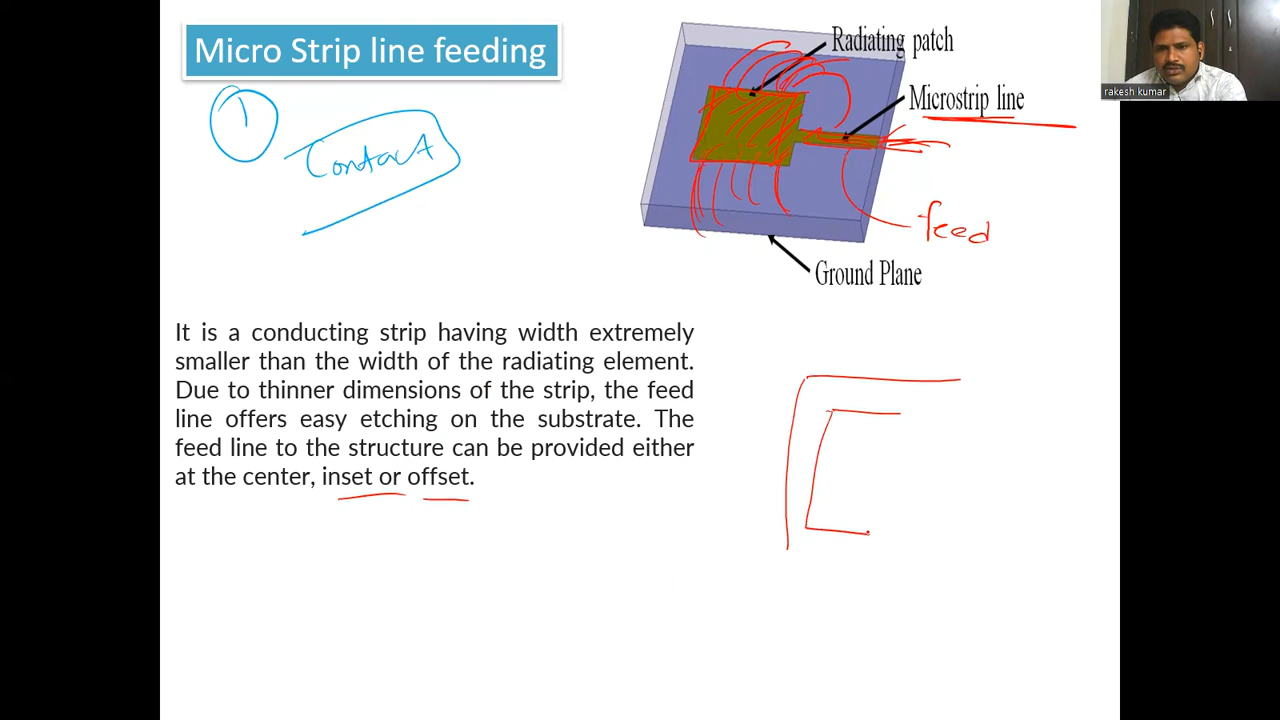 Micro Strip line feeding
1
Contact
Radiating patch
Microstrip line
feed
Ground Plane
rakesh kumar
It is a conducting strip having width extremely
smaller than the width of the radiating element.
Due to thinner dimensions of the strip, the feed
line offers easy etching on the substrate. The
feed line to the structure can be provided either
at the center, inset or offset.